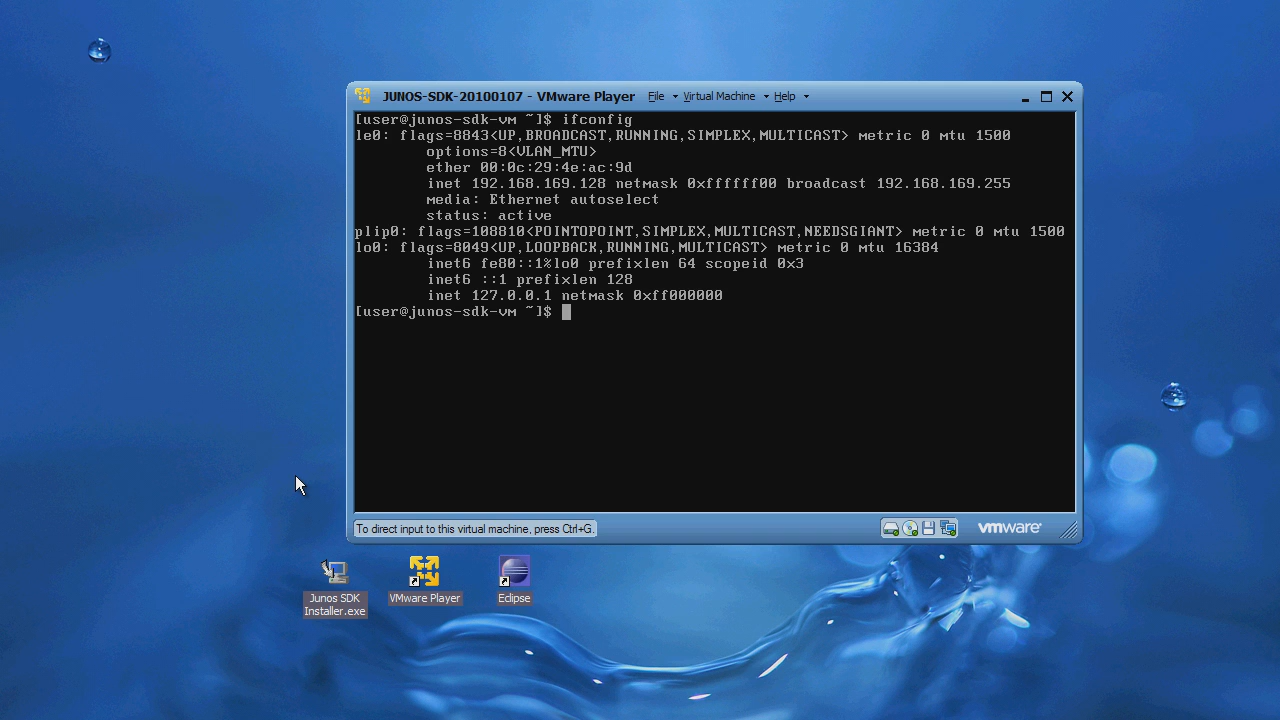 JUNOS-SDK-20100107 - VMware Player File Virtual Machine Help
[user@junos-sdk-vm ~]$ ifconfig
le0: flags=8843<UP,BROADCAST,RUNNING,SIMPLEX,MULTICAST> metric 0 mtu 1500
options=8<VLAN_MTU>
ether 00:0c:29:4e:ac:9d
inet 192.168.169.128 netmask 0xffffff00 broadcast 192.168.169.255
media: Ethernet autoselect
status: active
plip0: flags=108810<POINTOPOINT,SIMPLEX,MULTICAST,NEEDSGIANT> metric 0 mtu 1500
lo0: flags=8049<UP,LOOPBACK,RUNNING,MULTICAST> metric 0 mtu 16384
inet6 fe80::1%lo0 prefixlen 64 scopeid 0x3
inet6 ::1 prefixlen 128
inet 127.0.0.1 netmask 0xff000000
[user@junos-sdk-vm ~]$
To direct input to this virtual machine, press Ctrl+G.
vmware
Junos SDK
Installer.exe
VMware Player
Eclipse